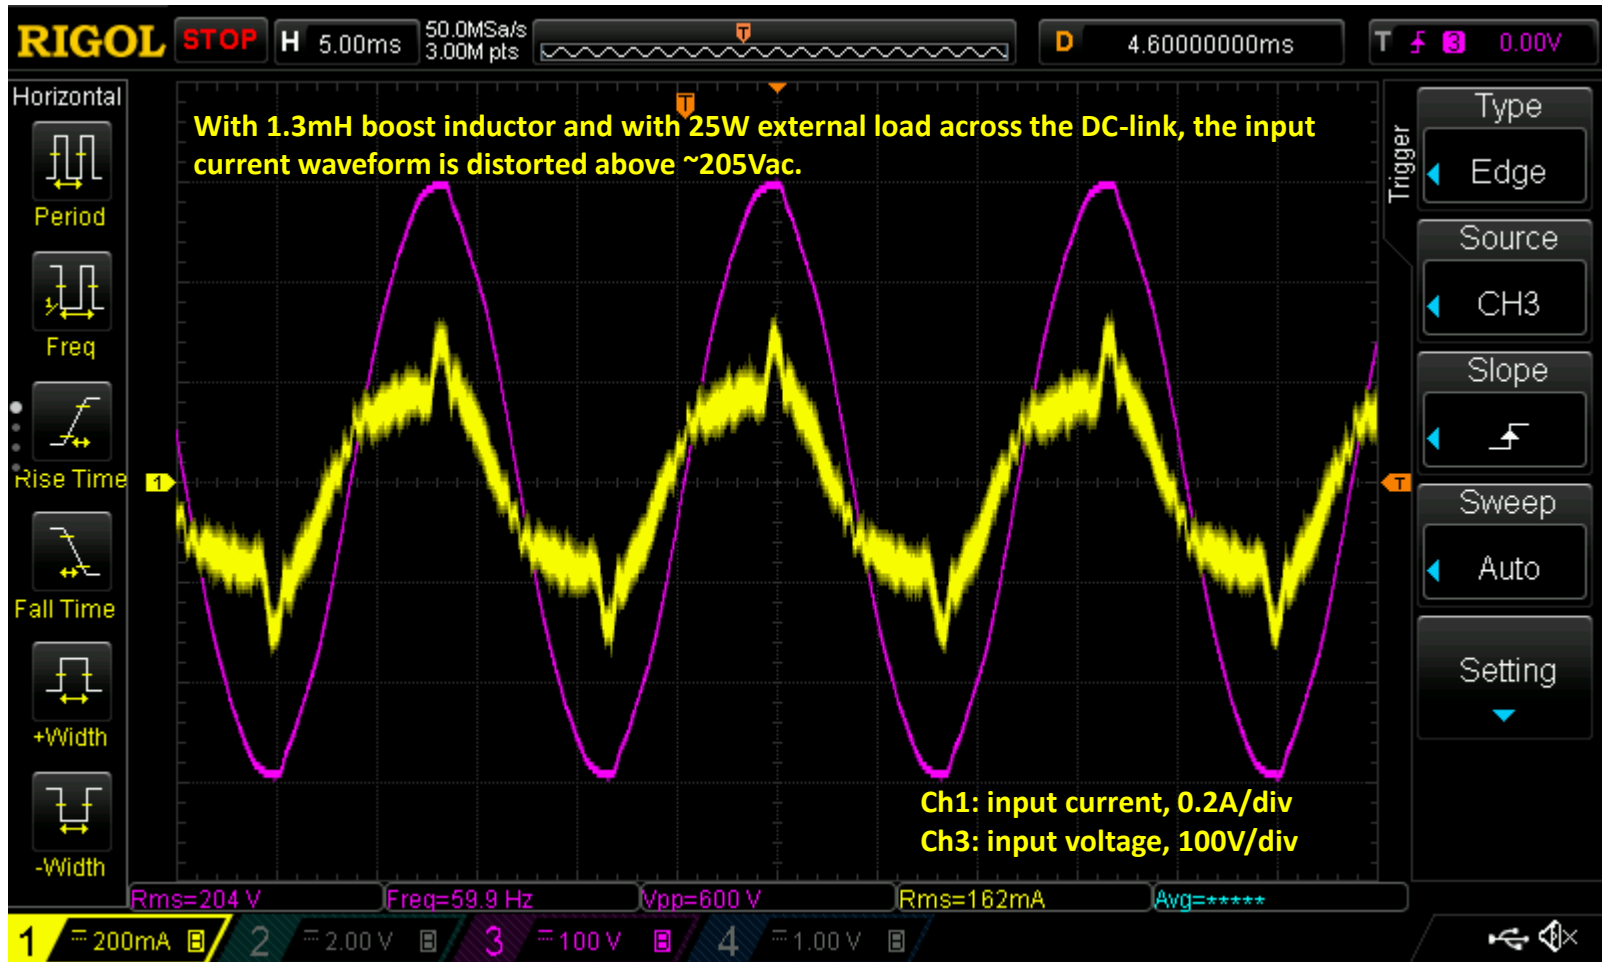 RIGOL STOP H 5.00ms 50.0MSa/s D 4.60000000ms T 3 0.00V
3.00M pts
T
Horizontal
Period
Freq
Rise Time
Fall Time
+Width
-Width
T
With 1.3mH boost inductor and with 25W external load across the DC-link, the input
current waveform is distorted above ~205Vac.
1
T
Ch1: input current, 0.2A/div
Ch3: input voltage, 100V/div
Trigger
Type
Edge
Source
CH3
Slope
Sweep
Auto
Setting
Rms=204 V Freq=59.9 Hz Vpp=600 V Rms=162mA Avg=*****
1 200mA B 2 2.00 V B 3 100 V B 4 1.00 V B